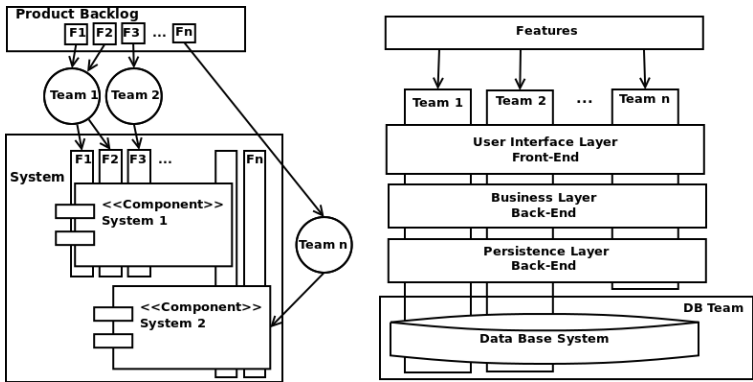 Product Backlog
F1 F2 F3 ... Fn
Team 1 Team 2
System
F1 F2 F3 ... Fn
<<Component>>
System 1
Team n
<<Component>>
System 2
Features
Team 1 Team 2 ... Team n
User Interface Layer
Front-End
Business Layer
Back-End
Persistence Layer
Back-End
DB Team
Data Base System